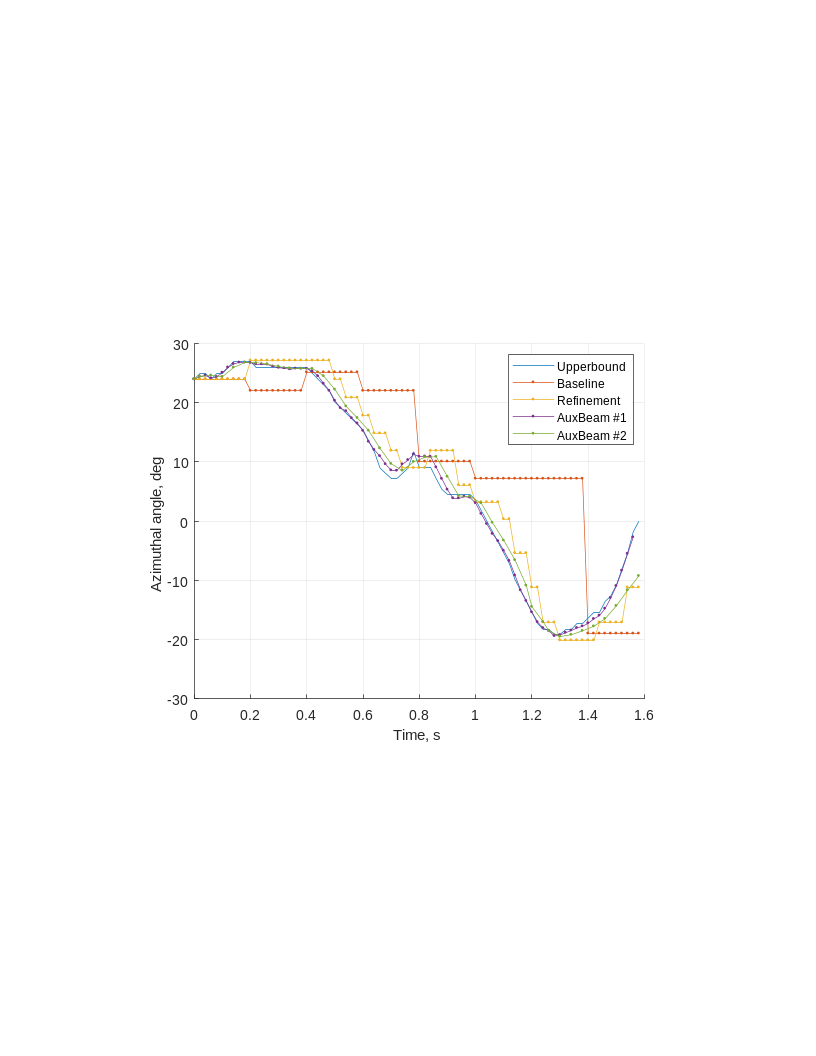 30
20
10
0
-10
-20
-30
Azimuthal angle, deg
Upperbound
Baseline
Refinement
AuxBeam #1
AuxBeam #2
0 0.2 0.4 0.6 0.8 1 1.2 1.4 1.6
Time, s